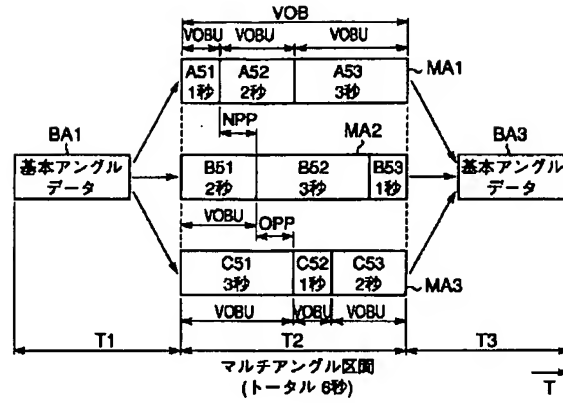 VOB
VOBU VOBU VOBU
A51 A52 A53
1秒 2秒 3秒
MA1
NPP
MA2
BA1
基本アングル
データ
B51 B52 B53
2秒 3秒 1秒
BA3
基本アングル
データ
VOBU
OPP
C51 C52 C53
3秒 1秒 2秒
MA3
VOBU VOBU VOBU
T1 T2 T3
マルチアングル区間
(トータル 6秒)
T